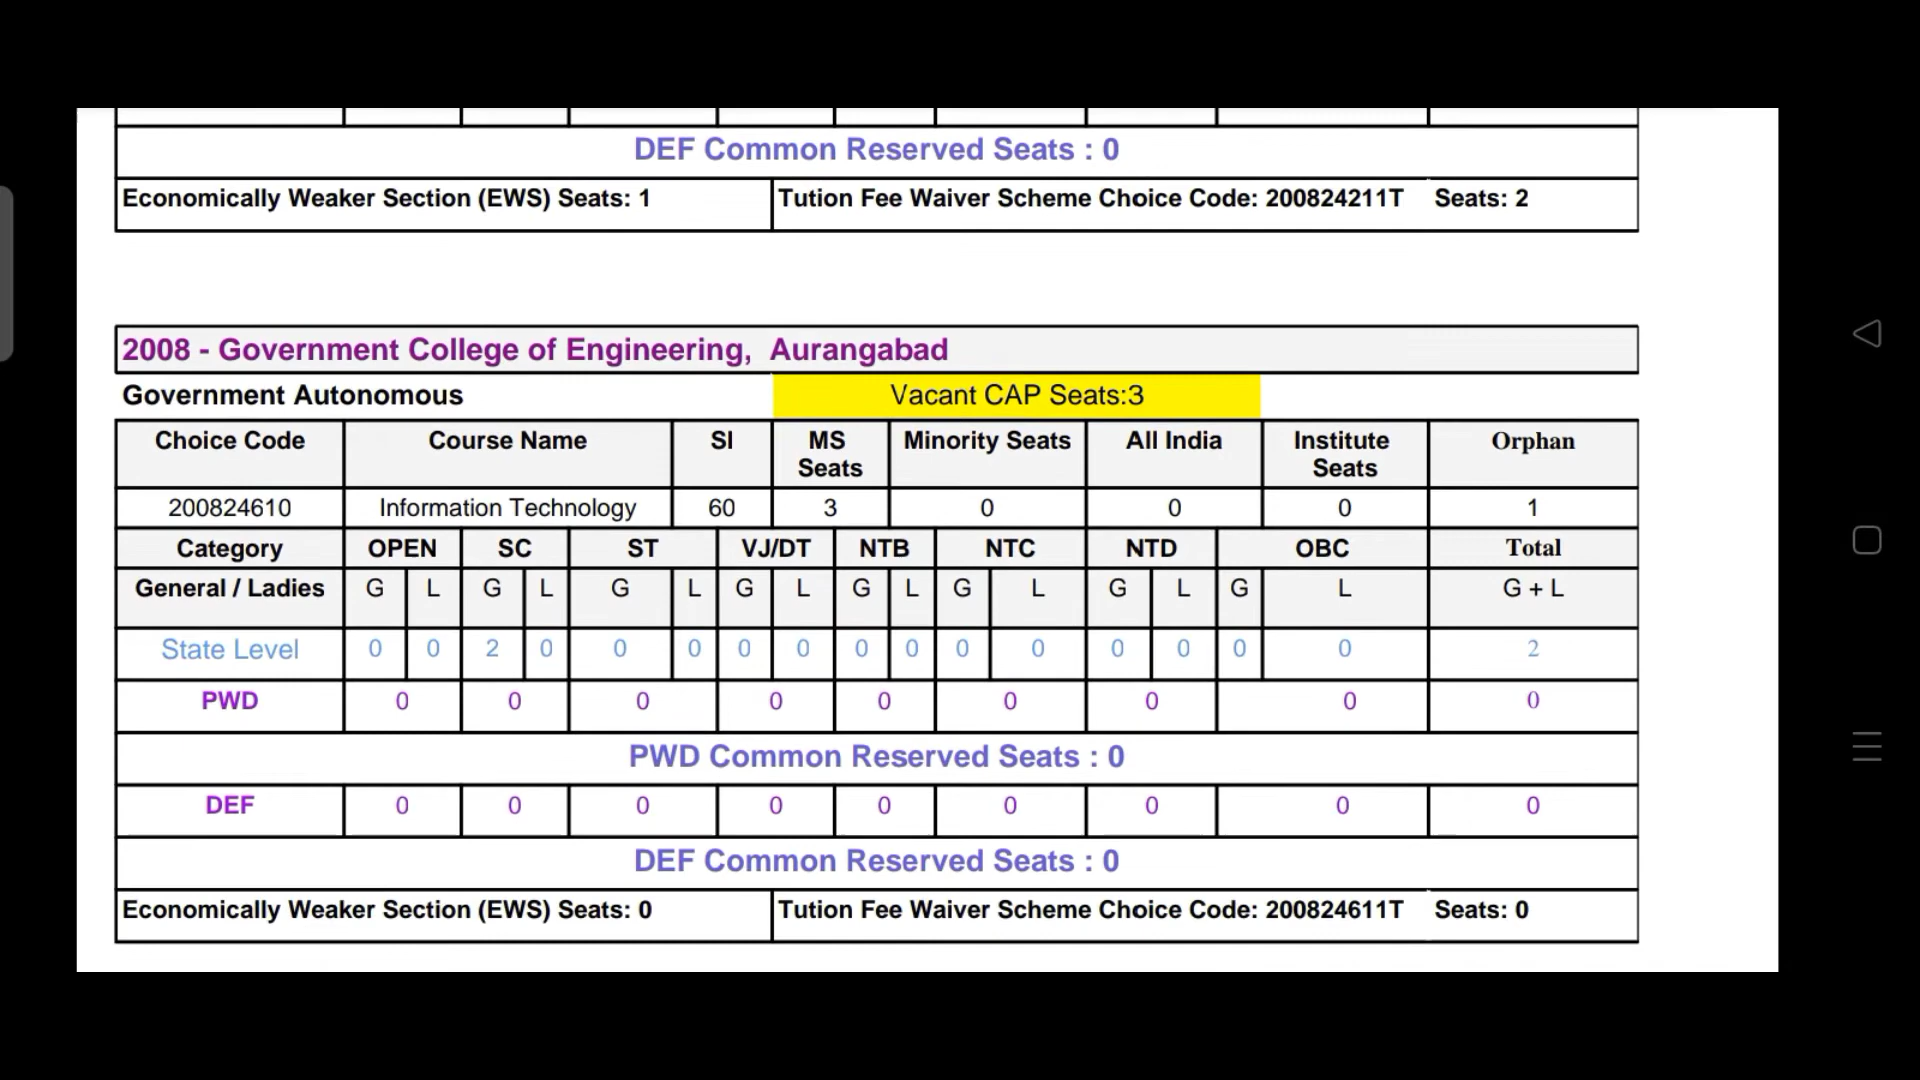 DEF Common Reserved Seats : 0
Economically Weaker Section (EWS) Seats: 1 Tution Fee Waiver Scheme Choice Code: 200824211T Seats: 2
2008 - Government College of Engineering, Aurangabad
Government Autonomous Vacant CAP Seats:3
Choice Code Course Name SI MS Seats Minority Seats All India Institute Seats Orphan
200824610 Information Technology 60 3 0 0 0 1
Category OPEN SC ST VJ/DT NTB NTC NTD OBC Total
General / Ladies G L G L G L G L G L G L G L G L G + L
State Level 0 0 2 0 0 0 0 0 0 0 0 0 0 0 0 0 2
PWD 0 0 0 0 0 0 0 0 0
PWD Common Reserved Seats : 0
DEF 0 0 0 0 0 0 0 0 0
DEF Common Reserved Seats : 0
Economically Weaker Section (EWS) Seats: 0 Tution Fee Waiver Scheme Choice Code: 200824611T Seats: 0